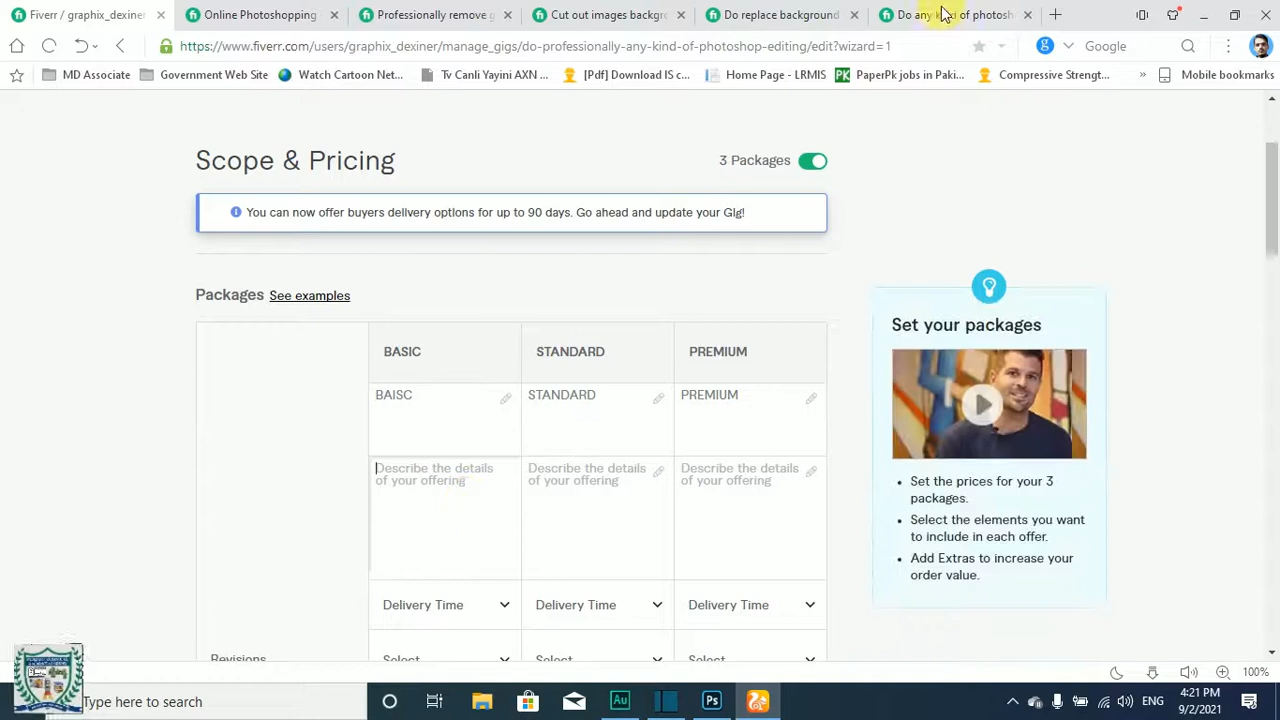 Fiverr / graphix_dexiner
Online Photoshopping
Professionally remove g
Cut out images backgro
Do replace background
Do any kind of photosh
https://www.fiverr.com/users/graphix_dexiner/manage_gigs/do-professionally-any-kind-of-photoshop-editing/edit?wizard=1
Google
MD Associate
Government Web Site
Watch Cartoon Net...
Tv Canli Yayini AXN ...
[Pdf] Download IS c...
Home Page - LRMIS
PaperPk jobs in Paki...
Compressive Strengt...
»
Mobile bookmarks
Scope & Pricing
3 Packages
You can now offer buyers delivery options for up to 90 days. Go ahead and update your GIg!
Packages See examples
BASIC
STANDARD
PREMIUM
BAISC
STANDARD
PREMIUM
Describe the details
of your offering
Describe the details
of your offering
Describe the details
of your offering
Delivery Time
Delivery Time
Delivery Time
Revisions
Select
Select
Select
Set your packages
• Set the prices for your 3
packages.
• Select the elements you want
to include in each offer.
• Add Extras to increase your
order value.
100%
Type here to search
Au
Ps
ENG
4:21 PM
9/2/2021